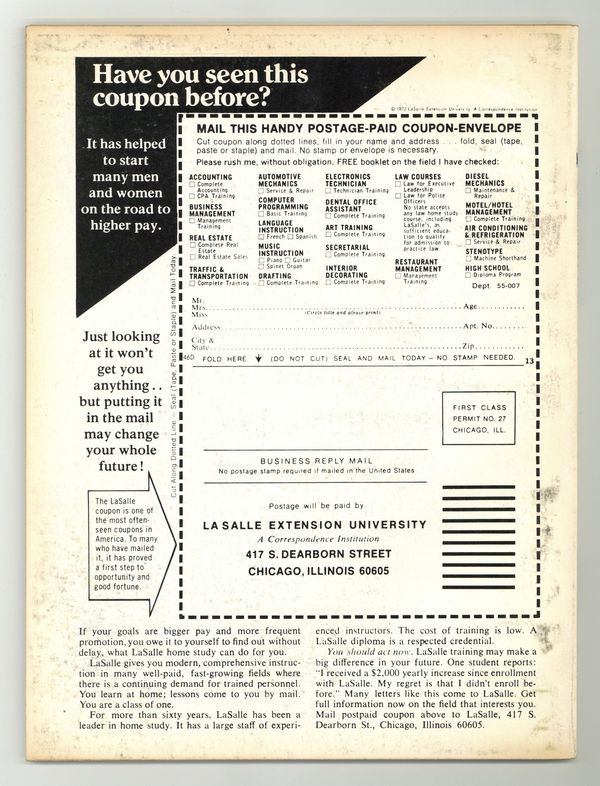 Have you seen this
coupon before?
© 1972 LaSalle Extension University. A Correspondence Institution
It has helped
to start
many men
and women
on the road to
higher pay.
Just looking
at it won't
get you
anything . .
but putting it
in the mail
may change
your whole
future!
The LaSalle
coupon is one of
the most often-
seen coupons in
America. To many
who have mailed
it, it has proved
a first step to
opportunity and
good fortune.
Cut Along Dotted Line — Seal (Tape, Paste or Staple) and Mail Today.
MAIL THIS HANDY POSTAGE-PAID COUPON-ENVELOPE
Cut coupon along dotted lines, fill in your name and address . . . fold, seal (tape,
paste or staple) and mail. No stamp or envelope is necessary.
Please rush me, without obligation, FREE booklet on the field I have checked:
ACCOUNTING
Complete
Accounting
CPA Training
BUSINESS
MANAGEMENT
Management
Training
REAL ESTATE
Complete Real
Estate
Real Estate Sales
TRAFFIC &
TRANSPORTATION
Complete Training
AUTOMOTIVE
MECHANICS
Service & Repair
COMPUTER
PROGRAMMING
Basic Training
LANGUAGE
INSTRUCTION
French Spanish
MUSIC
INSTRUCTION
Piano Guitar
Spinet Organ
DRAFTING
Complete Training
ELECTRONICS
TECHNICIAN
Technician Training
DENTAL OFFICE
ASSISTANT
Complete Training
ART TRAINING
Complete Training
SECRETARIAL
Complete Training
INTERIOR
DECORATING
Complete Training
LAW COURSES
Law for Executive
Leadership
Law for Police
Officers
No state accepts
any law home study
course, including
LaSalle's, as
sufficient educa-
tion to qualify
for admission to
practice law.
RESTAURANT
MANAGEMENT
Management
Training
DIESEL
MECHANICS
Maintenance &
Repair
MOTEL/HOTEL
MANAGEMENT
Complete Training
AIR CONDITIONING
& REFRIGERATION
Service & Repair
STENOTYPE
Machine Shorthand
HIGH SCHOOL
Diploma Program
Dept. 55-007
Mr.
Mrs.
Miss
(Circle title and please print)
Age
Address
Apt. No.
City &
State
Zip
46D FOLD HERE (DO NOT CUT) SEAL AND MAIL TODAY — NO STAMP NEEDED. 13
FIRST CLASS
PERMIT NO. 27
CHICAGO, ILL.
BUSINESS REPLY MAIL
No postage stamp required if mailed in the United States
Postage will be paid by
LA SALLE EXTENSION UNIVERSITY
A Correspondence Institution
417 S. DEARBORN STREET
CHICAGO, ILLINOIS 60605
If your goals are bigger pay and more frequent
promotion, you owe it to yourself to find out without
delay, what LaSalle home study can do for you.
LaSalle gives you modern, comprehensive instruc-
tion in many well-paid, fast-growing fields where
there is a continuing demand for trained personnel.
You learn at home; lessons come to you by mail.
You are a class of one.
For more than sixty years, LaSalle has been a
leader in home study. It has a large staff of experi-
enced instructors. The cost of training is low. A
LaSalle diploma is a respected credential.
You should act now. LaSalle training may make a
big difference in your future. One student reports:
"I received a $2,000 yearly increase since enrollment
with LaSalle. My regret is that I didn't enroll be-
fore." Many letters like this come to LaSalle. Get
full information now on the field that interests you.
Mail postpaid coupon above to LaSalle, 417 S.
Dearborn St., Chicago, Illinois 60605.